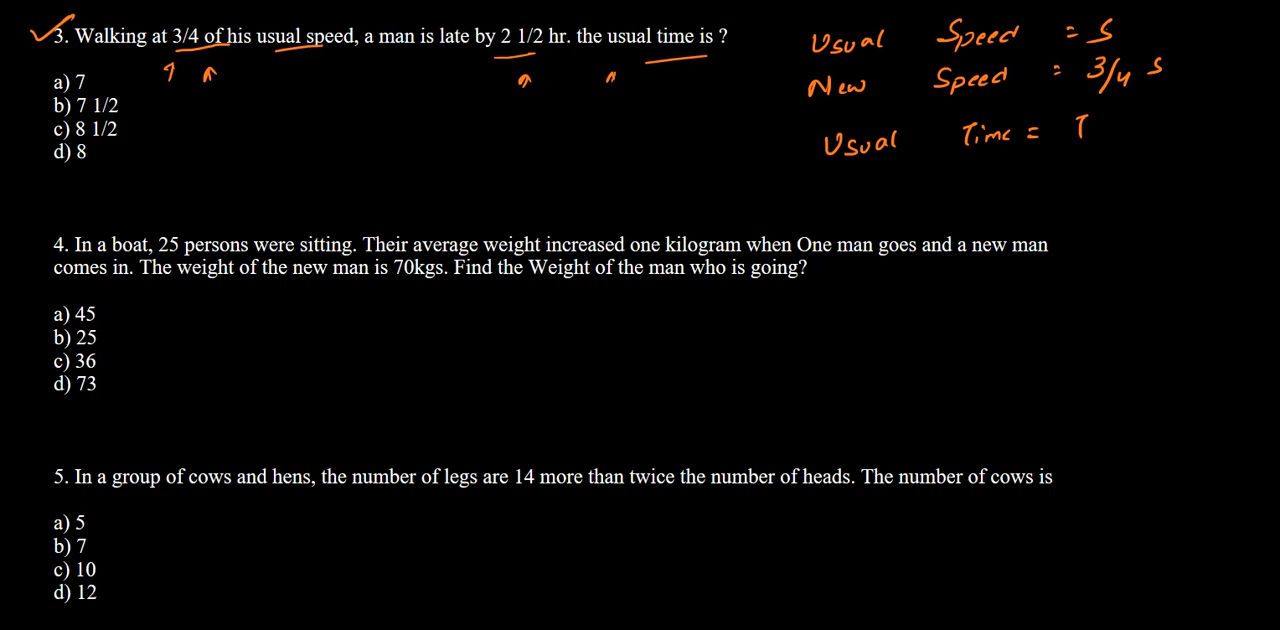 3. Walking at 3/4 of his usual speed, a man is late by 2 1/2 hr. the usual time is ?
a) 7
b) 7 1/2
c) 8 1/2
d) 8
Usual Speed = S
New Speed = 3/4 S
Usual Time = T
4. In a boat, 25 persons were sitting. Their average weight increased one kilogram when One man goes and a new man
comes in. The weight of the new man is 70kgs. Find the Weight of the man who is going?
a) 45
b) 25
c) 36
d) 73
5. In a group of cows and hens, the number of legs are 14 more than twice the number of heads. The number of cows is
a) 5
b) 7
c) 10
d) 12